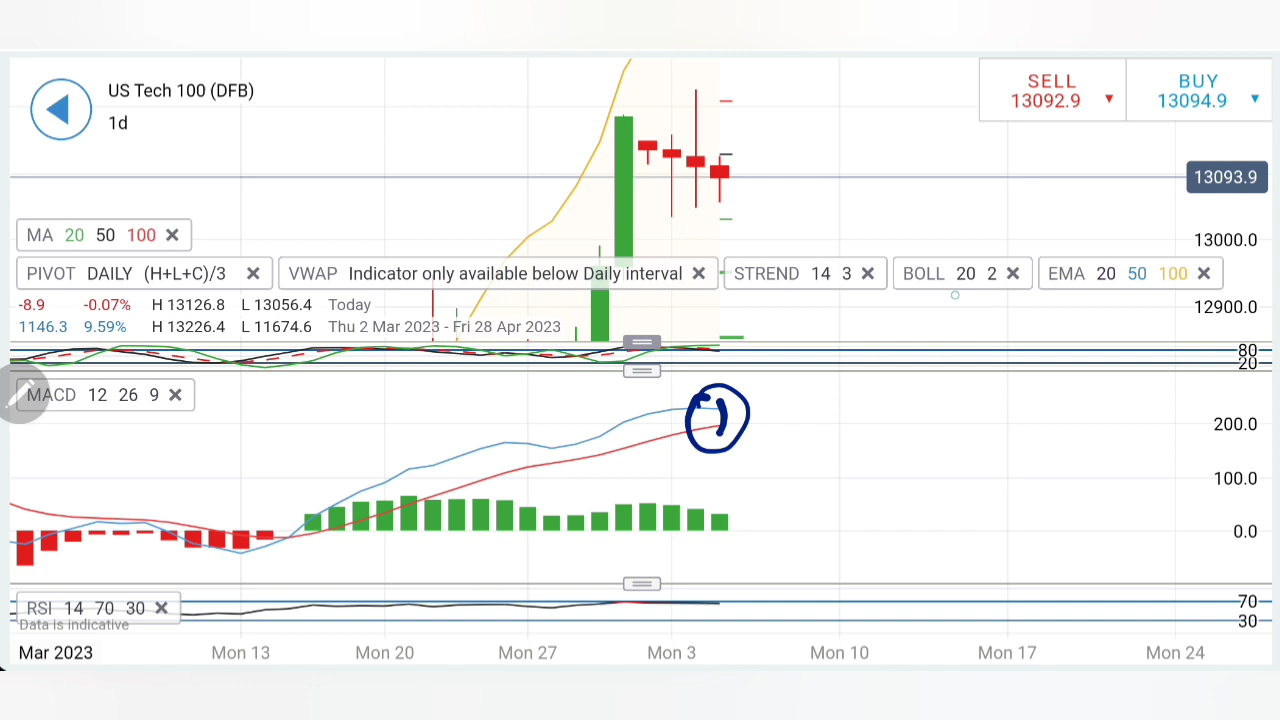 US Tech 100 (DFB)
1d
SELL
13092.9
BUY
13094.9
13093.9
MA 20 50 100
13000.0
PIVOT DAILY (H+L+C)/3
VWAP Indicator only available below Daily interval
STREND 14 3
BOLL 20 2
EMA 20 50 100
-8.9 -0.07% H 13126.8 L 13056.4 Today
12900.0
1146.3 9.59% H 13226.4 L 11674.6 Thu 2 Mar 2023 - Fri 28 Apr 2023
80
20
MACD 12 26 9
200.0
100.0
0.0
RSI 14 70 30
70
Data is indicative
30
Mar 2023 Mon 13 Mon 20 Mon 27 Mon 3 Mon 10 Mon 17 Mon 24